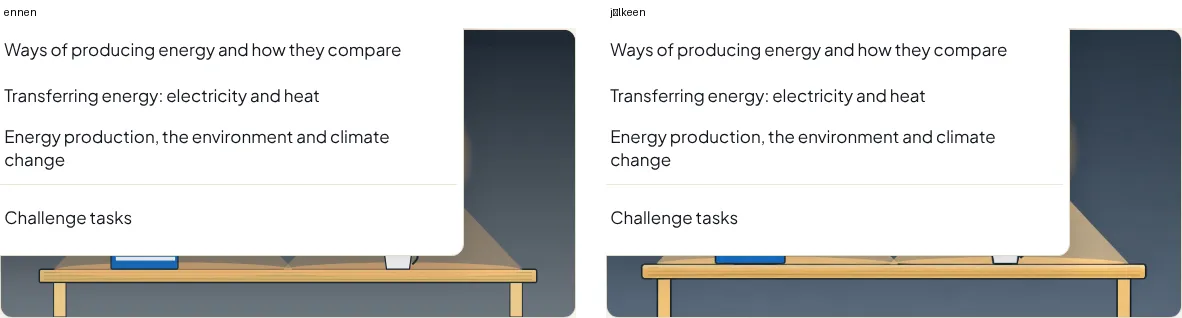 ennen
Ways of producing energy and how they compare
Transferring energy: electricity and heat
Energy production, the environment and climate
change
Challenge tasks
j□lkeen
Ways of producing energy and how they compare
Transferring energy: electricity and heat
Energy production, the environment and climate
change
Challenge tasks